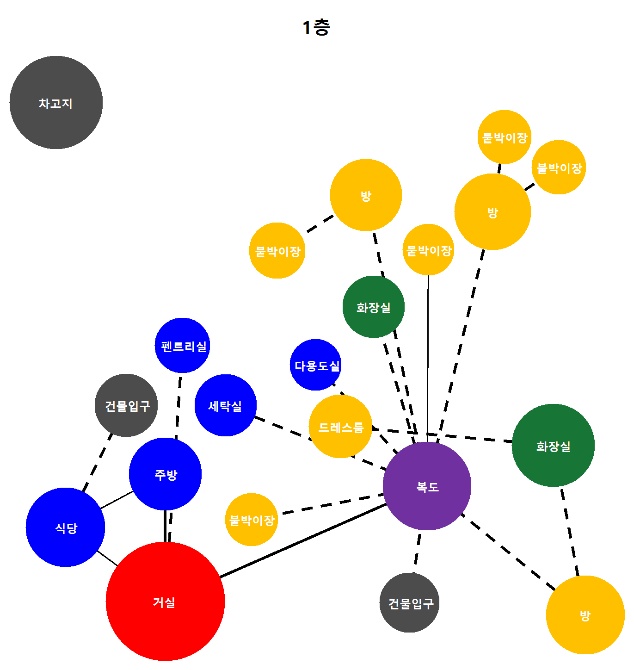 1층
차고지
붙박이장
붙박이장
방
방
붙박이장
붙박이장
화장실
펜트리실
다용도실
건물입구
세탁실
드레스룸
화장실
주방
복도
붙박이장
식당
거실
건물입구
방